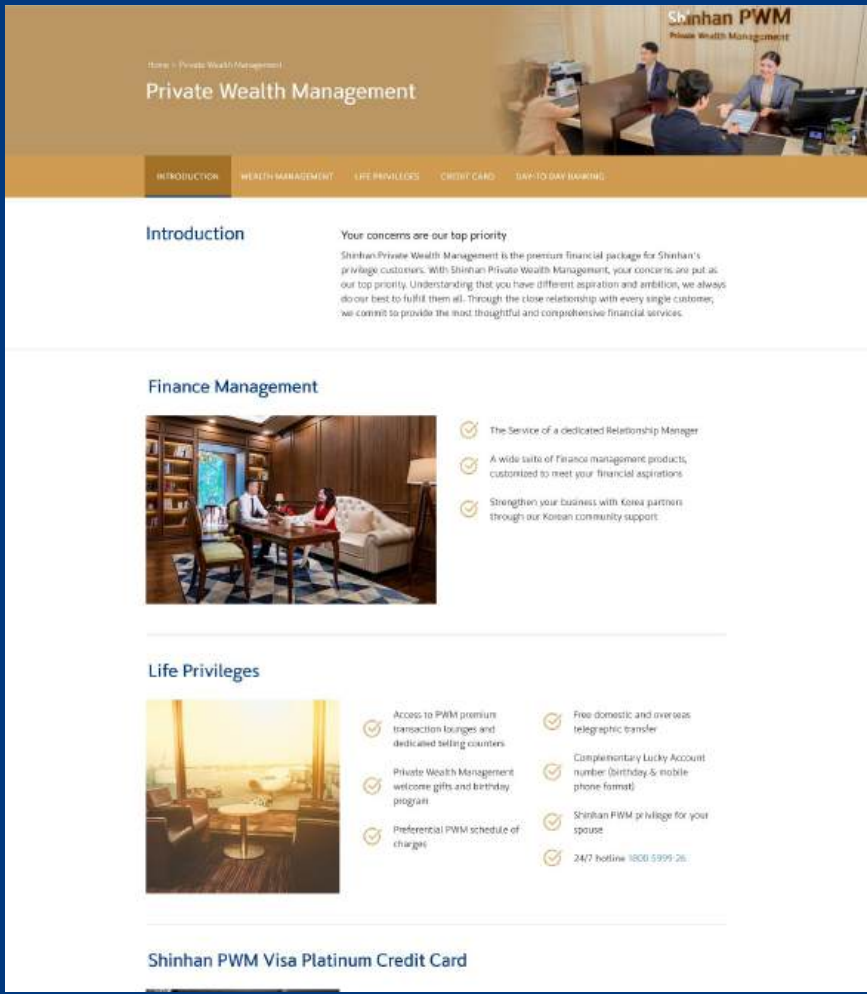 Shinhan PWM
Private Wealth Management
Home > Private Wealth Management
Private Wealth Management
INTRODUCTION
WEALTH MANAGEMENT
LIFE PRIVILEGES
CREDIT CARD
DAY-TO DAY BANKING
Introduction
Your concerns are our top priority
Shinhan Private Wealth Management is the premium financial package for Shinhan's
privilege customers. With Shinhan Private Wealth Management, your concerns are put as
our top priority. Understanding that you have different aspiration and ambition, we always
do our best to fulfill them all. Through the close relationship with every single customer,
we commit to provide the most thoughtful and comprehensive financial services.
Finance Management
The Service of a dedicated Relationship Manager
A wide suite of finance management products,
customized to meet your financial aspirations
Strengthen your business with Korea partners
through our Korean community support
Life Privileges
Access to PWM premium
transaction lounges and
dedicated telling counters
Private Wealth Management
welcome gifts and birthday
program
Preferential PWM schedule of
charges
Free domestic and overseas
telegraphic transfer
Complementary Lucky Account
number (birthday & mobile
phone format)
Shinhan PWM privilege for your
spouse
24/7 hotline 1800 5999 26
Shinhan PWM Visa Platinum Credit Card